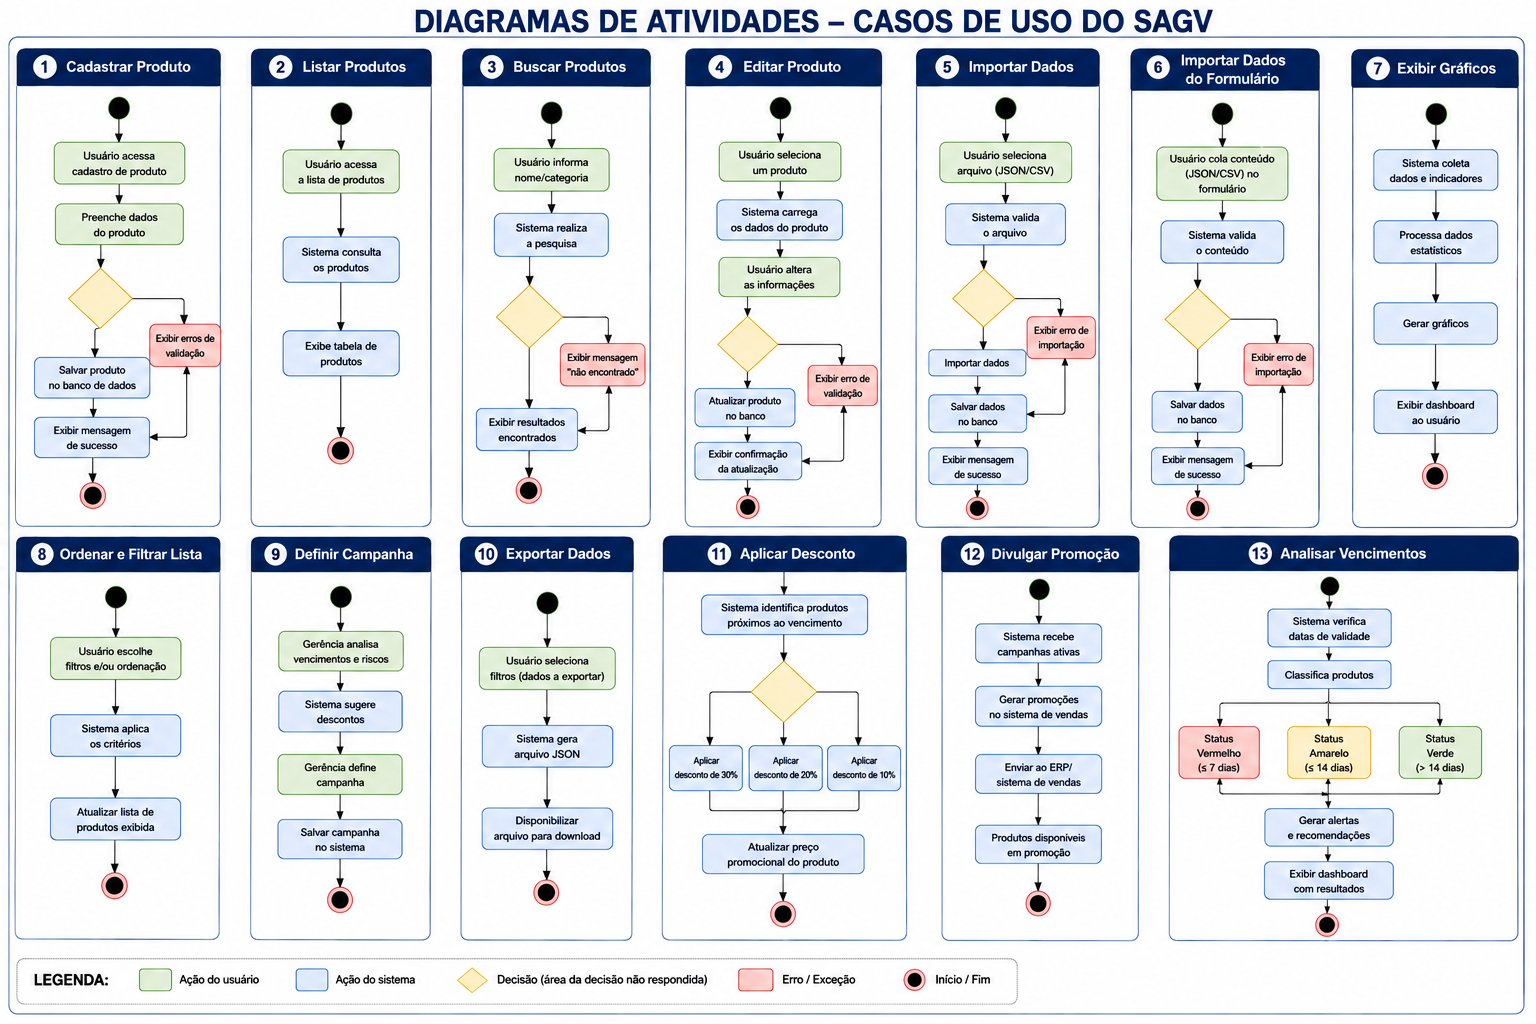 DIAGRAMAS DE ATIVIDADES – CASOS DE USO DO SAGV
1 Cadastrar Produto
Usuário acessa
cadastro de produto
Preenche dados
do produto
Exibir erros de
validação
Salvar produto
no banco de dados
Exibir mensagem
de sucesso
2 Listar Produtos
Usuário acessa
a lista de produtos
Sistema consulta
os produtos
Exibe tabela de
produtos
3 Buscar Produtos
Usuário informa
nome/categoria
Sistema realiza
a pesquisa
Exibir mensagem
"não encontrado"
Exibir resultados
encontrados
4 Editar Produto
Usuário seleciona
um produto
Sistema carrega
os dados do produto
Usuário altera
as informações
Exibir erro de
validação
Atualizar produto
no banco
Exibir confirmação
da atualização
5 Importar Dados
Usuário seleciona
arquivo (JSON/CSV)
Sistema valida
o arquivo
Exibir erro de
importação
Importar dados
Salvar dados
no banco
Exibir mensagem
de sucesso
6 Importar Dados
do Formulário
Usuário cola conteúdo
(JSON/CSV) no
formulário
Sistema valida
o conteúdo
Exibir erro de
importação
Salvar dados
no banco
Exibir mensagem
de sucesso
7 Exibir Gráficos
Sistema coleta
dados e indicadores
Processa dados
estatísticos
Gerar gráficos
Exibir dashboard
ao usuário
8 Ordenar e Filtrar Lista
Usuário escolhe
filtros e/ou ordenação
Sistema aplica
os critérios
Atualizar lista de
produtos exibida
9 Definir Campanha
Gerência analisa
vencimentos e riscos
Sistema sugere
descontos
Gerência define
campanha
Salvar campanha
no sistema
10 Exportar Dados
Usuário seleciona
filtros (dados a exportar)
Sistema gera
arquivo JSON
Disponibilizar
arquivo para download
11 Aplicar Desconto
Sistema identifica produtos
próximos ao vencimento
Aplicar
desconto de 30%
Aplicar
desconto de 20%
Aplicar
desconto de 10%
Atualizar preço
promocional do produto
12 Divulgar Promoção
Sistema recebe
campanhas ativas
Gerar promoções
no sistema de vendas
Enviar ao ERP/
sistema de vendas
Produtos disponíveis
em promoção
13 Analisar Vencimentos
Sistema verifica
datas de validade
Classifica produtos
Status
Vermelho
(≤ 7 dias)
Status
Amarelo
(≤ 14 dias)
Status
Verde
(> 14 dias)
Gerar alertas
e recomendações
Exibir dashboard
com resultados
LEGENDA:
Ação do usuário
Ação do sistema
Decisão (área da decisão não respondida)
Erro / Exceção
Início / Fim